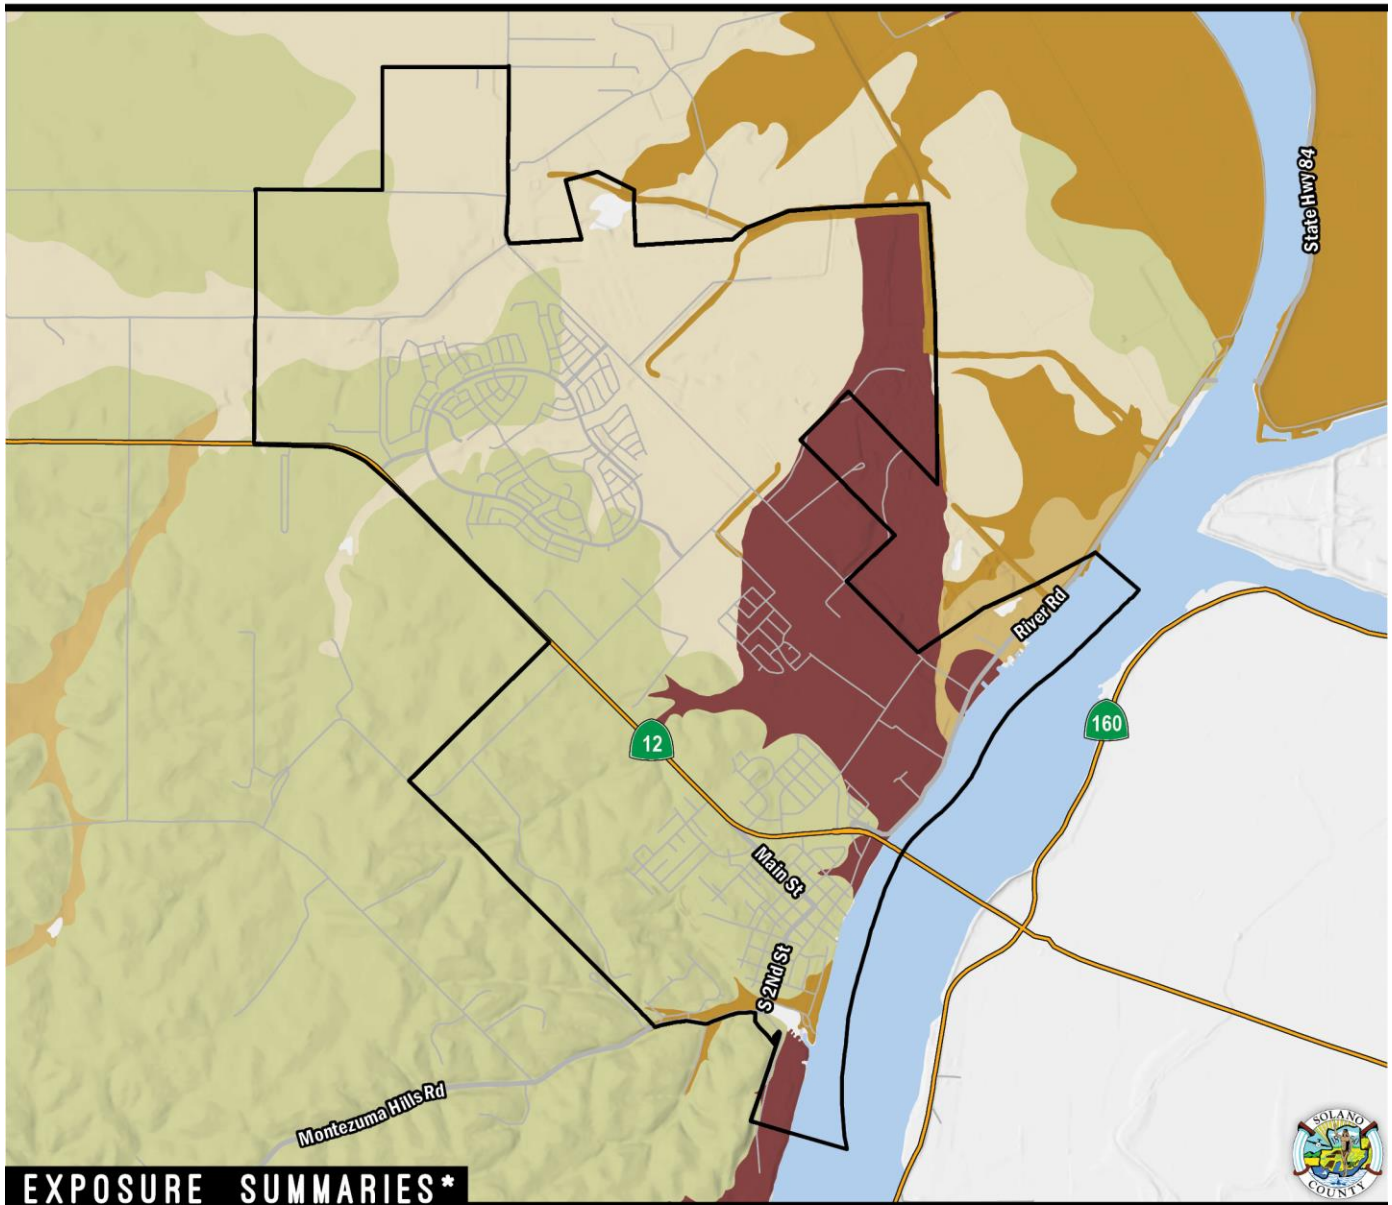 State Hwy 84
River Rd
160
12
Main St
S 2Nd St
Montezuma Hills Rd
SOLANO
COUNTY
EXPOSURE SUMMARIES*